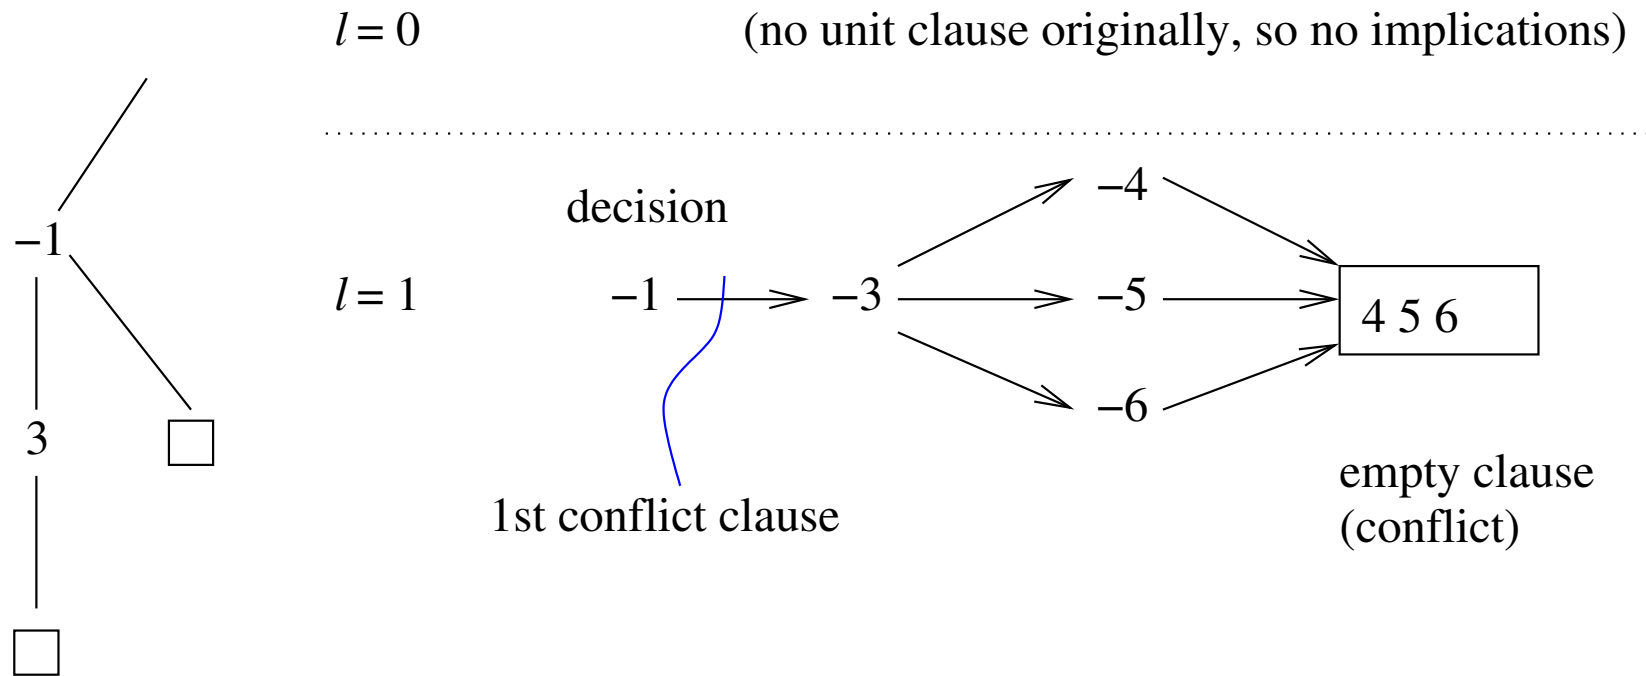 l = 0 (no unit clause originally, so no implications)
−4
decision
−1
l = 1 −1 −3 −5 4 5 6
−6
3
empty clause
1st conflict clause
(conflict)